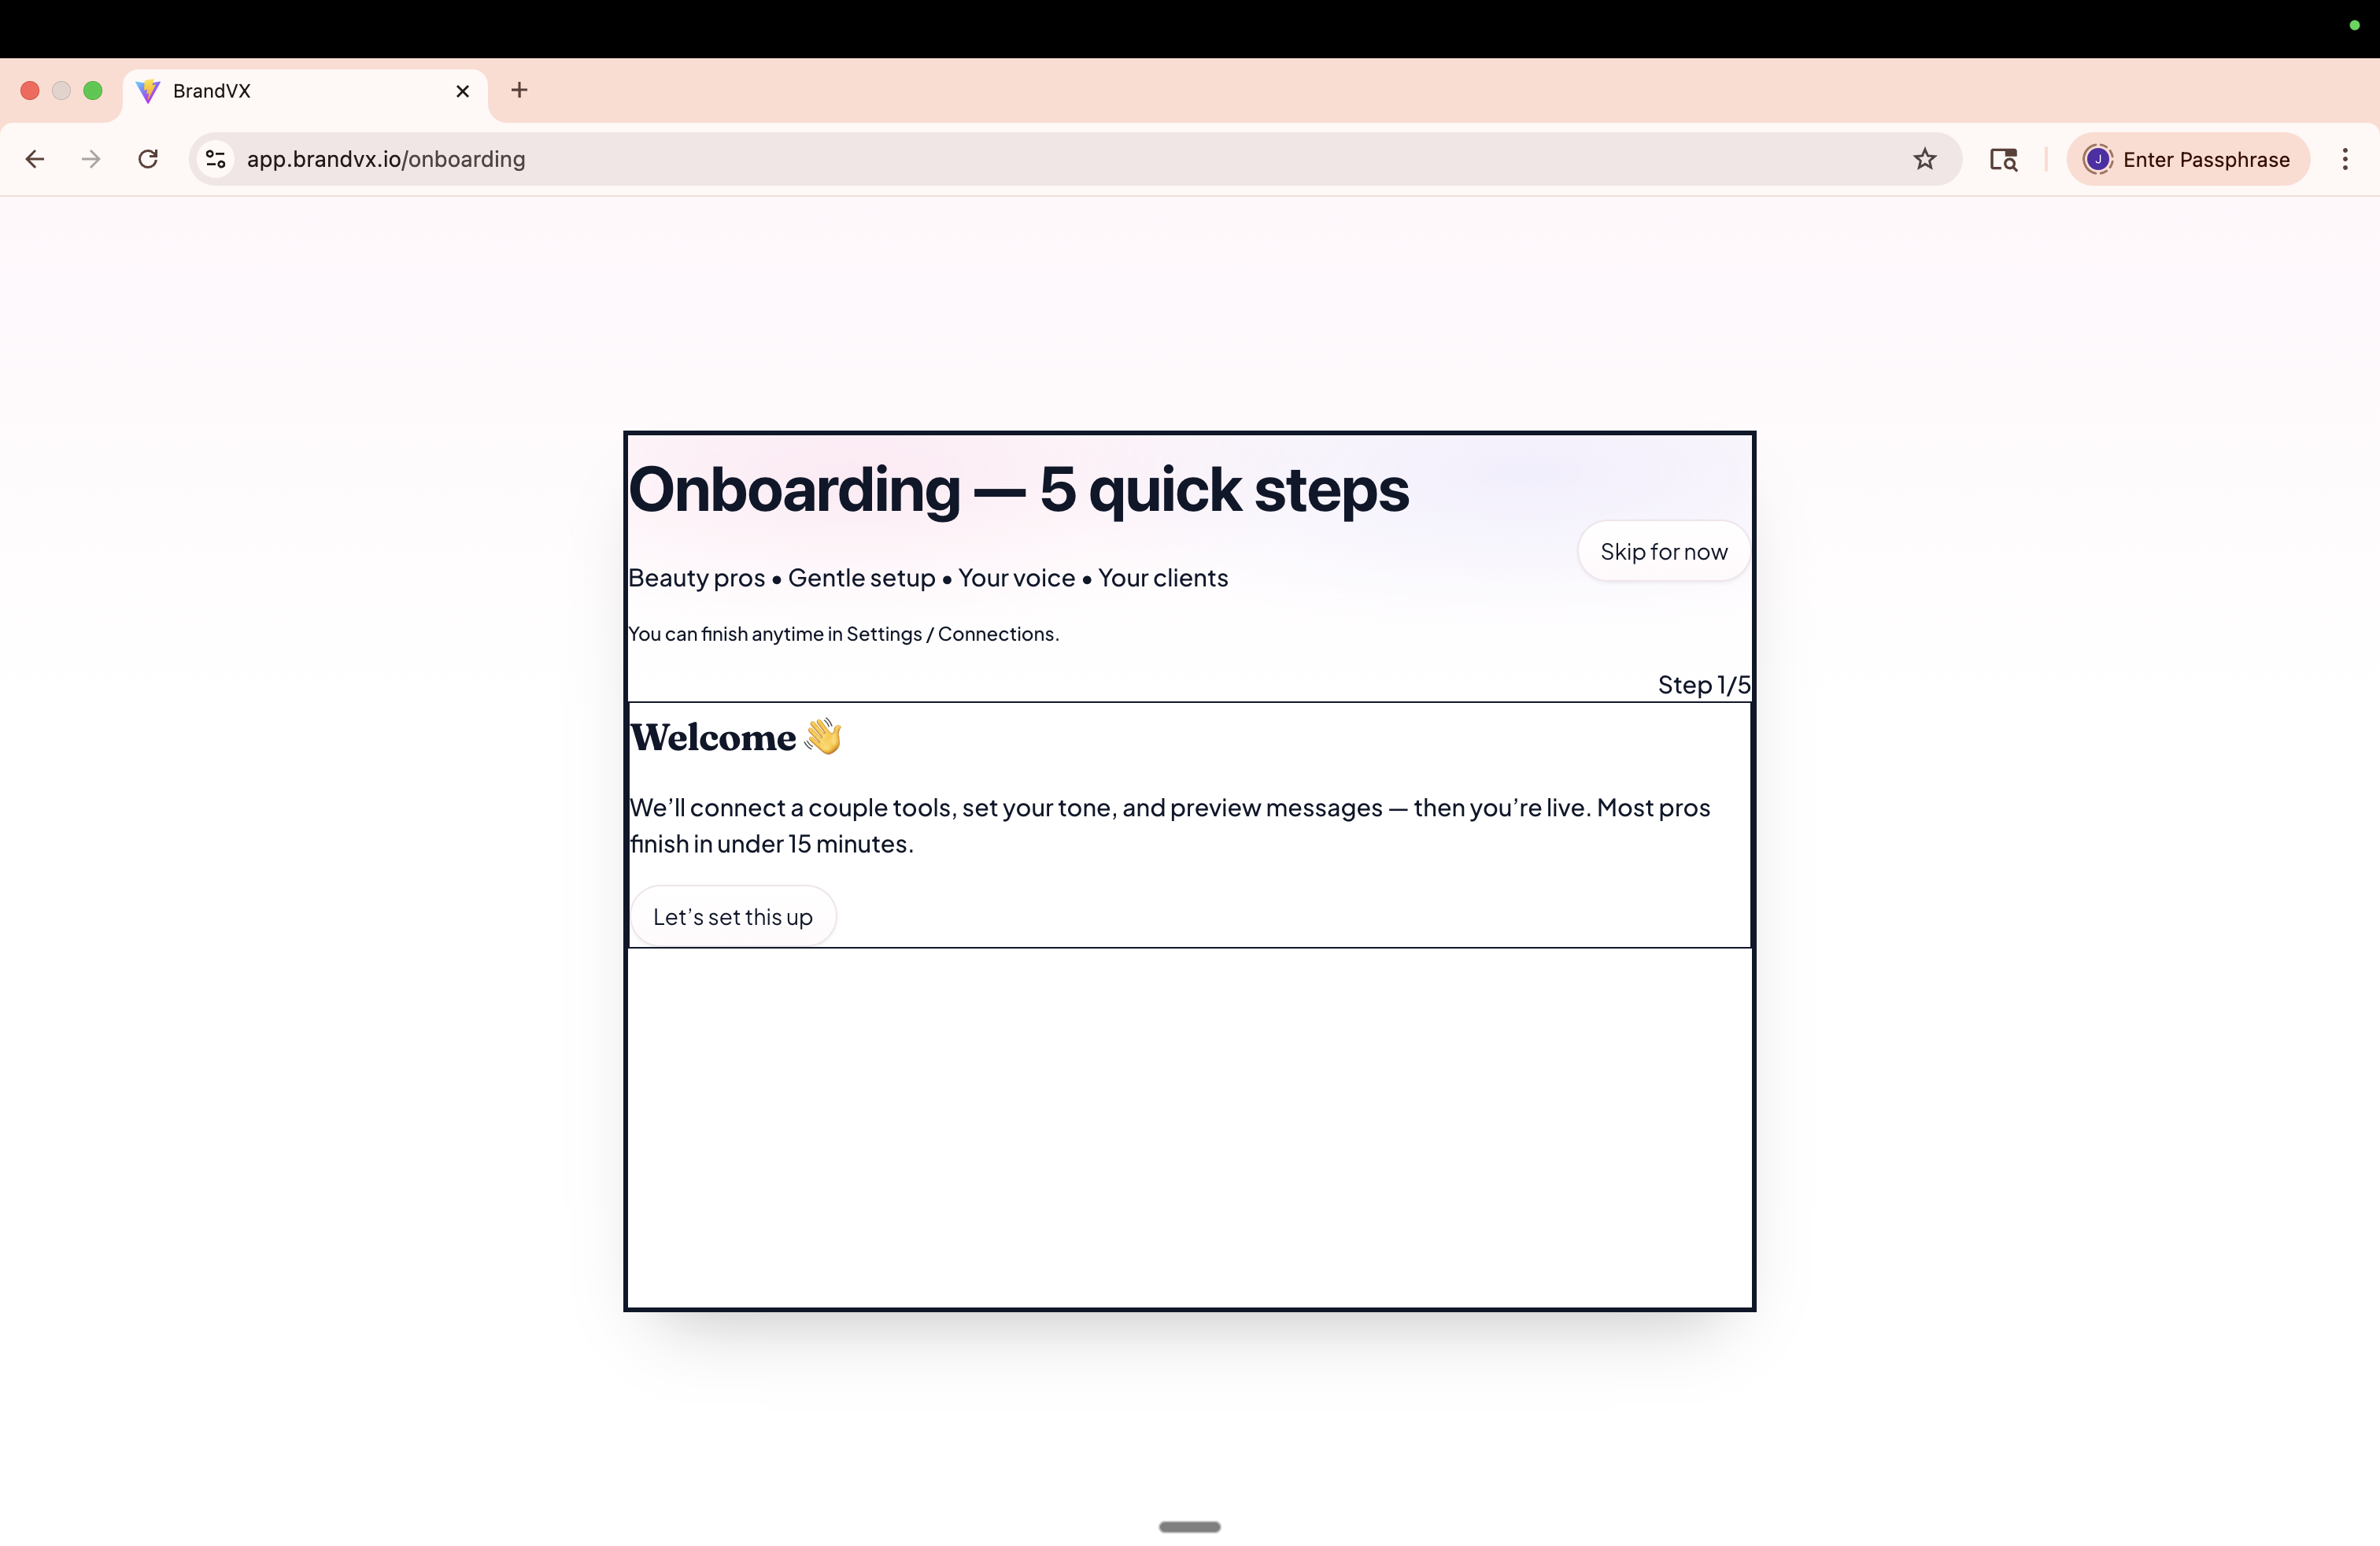 BrandVX
app.brandvx.io/onboarding
J
Enter Passphrase
Onboarding — 5 quick steps
Skip for now
Beauty pros • Gentle setup • Your voice • Your clients
You can finish anytime in Settings / Connections.
Step 1/5
Welcome 👋
We’ll connect a couple tools, set your tone, and preview messages — then you’re live. Most pros
finish in under 15 minutes.
Let’s set this up